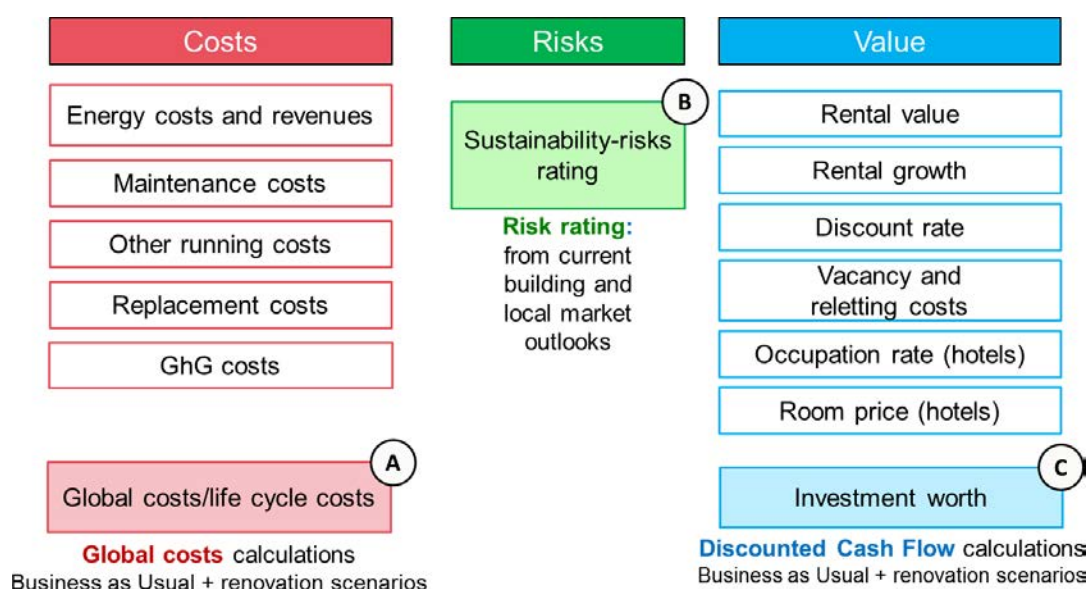 Costs
Energy costs and revenues
Maintenance costs
Other running costs
Replacement costs
GhG costs
A
Global costs/life cycle costs
Global costs calculations
Business as Usual + renovation scenarios
Risks
B
Sustainability-risks
rating
Risk rating:
from current
building and
local market
outlooks
Value
Rental value
Rental growth
Discount rate
Vacancy and
reletting costs
Occupation rate (hotels)
Room price (hotels)
C
Investment worth
Discounted Cash Flow calculations
Business as Usual + renovation scenarios